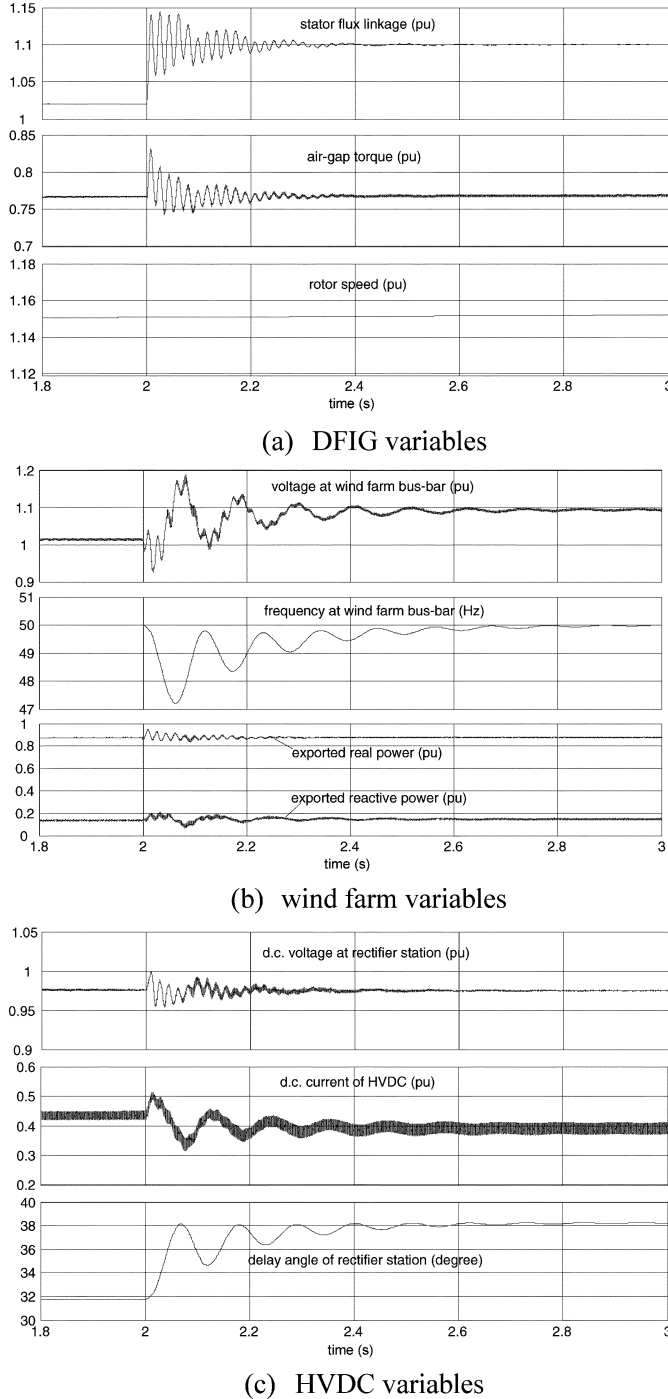 1.15
stator flux linkage (pu)
1.1
1.05
1
0.85
air-gap torque (pu)
0.8
0.75
0.7
1.18
rotor speed (pu)
1.16
1.14
1.12
1.8 2 2.2 2.4 2.6 2.8 3
time (s)
(a) DFIG variables
1.2
voltage at wind farm bus-bar (pu)
1.1
1
0.9
51
frequency at wind farm bus-bar (Hz)
50
49
48
47
1
0.8
exported real power (pu)
0.6
0.4
exported reactive power (pu)
0.2
0
1.8 2 2.2 2.4 2.6 2.8 3
time (s)
(b) wind farm variables
1.05
d.c. voltage at rectifier station (pu)
1
0.95
0.9
0.6
d.c. current of HVDC (pu)
0.5
0.4
0.3
0.2
40
38
36
delay angle of rectifier station (degree)
34
32
30
1.8 2 2.2 2.4 2.6 2.8 3
time (s)
(c) HVDC variables